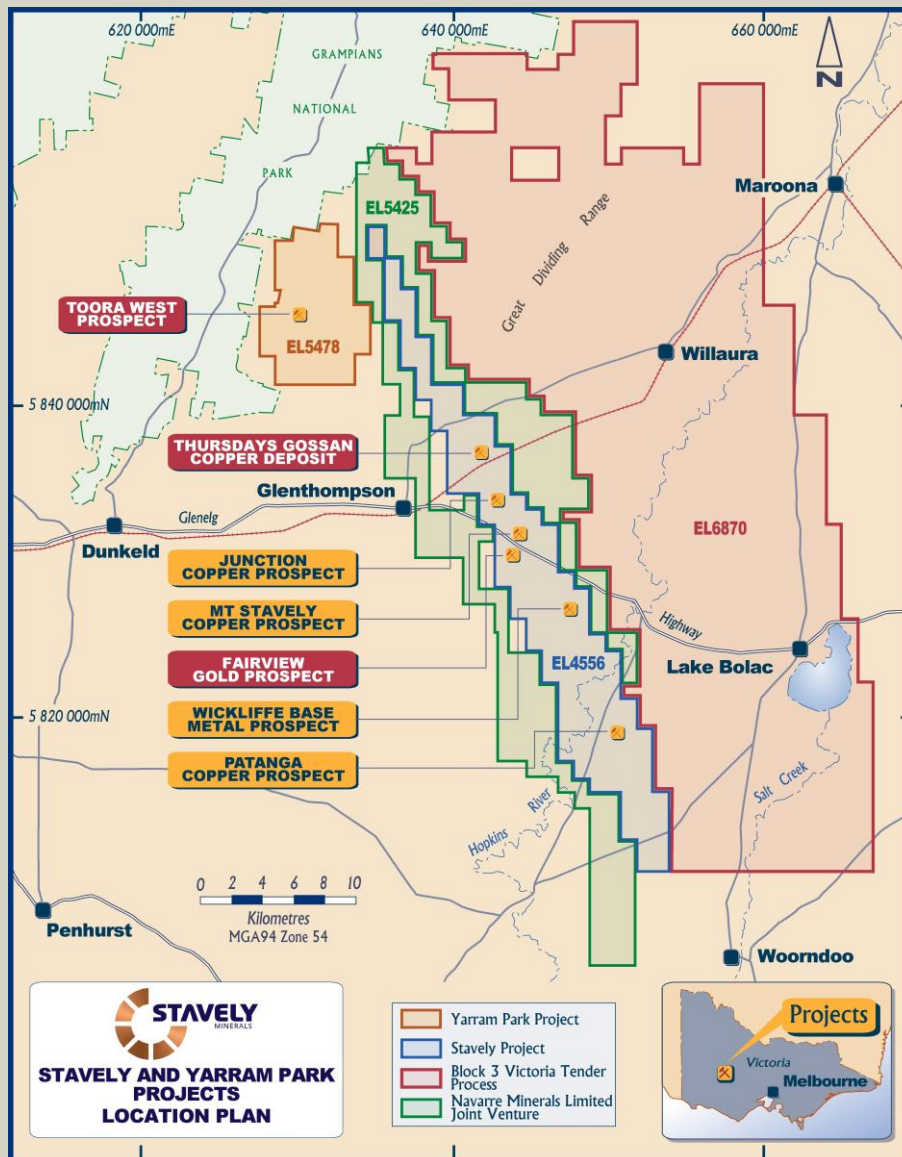 620 000mE
640 000mE
660 000mE
GRAMPIANS
NATIONAL
PARK
N
Maroona
EL5425
Great Dividing Range
TOORA WEST
PROSPECT
EL5478
Willaura
5 840 000mN
THURSDAYS GOSSAN
COPPER DEPOSIT
Glenthompson
Glenelg
Dunkeld
EL6870
JUNCTION
COPPER PROSPECT
MT STAVELY
COPPER PROSPECT
Highway
FAIRVIEW
GOLD PROSPECT
EL4556
Lake Bolac
WICKLIFFE BASE
METAL PROSPECT
5 820 000mN
PATANGA
COPPER PROSPECT
Salt Creek
Hopkins River
0 2 4 6 8 10
Kilometres
MGA94 Zone 54
Penhurst
Woorndoo
STAVELY
MINERALS
STAVELY AND YARRAM PARK
PROJECTS
LOCATION PLAN
Yarram Park Project
Stavely Project
Block 3 Victoria Tender
Process
Navarre Minerals Limited
Joint Venture
Projects
Victoria
Melbourne